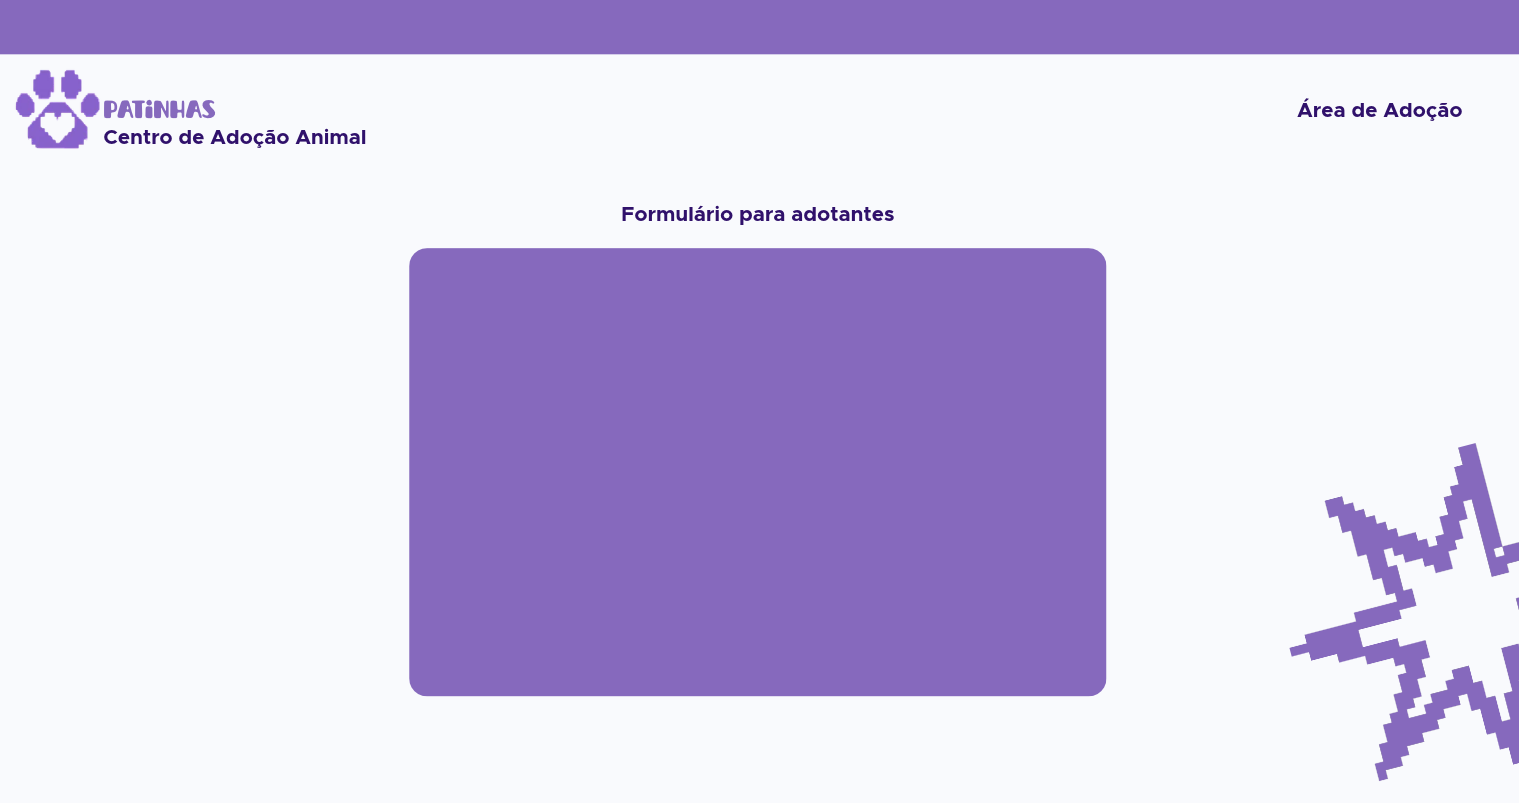 PATiNHAS
Centro de Adoção Animal
Área de Adoção
Formulário para adotantes